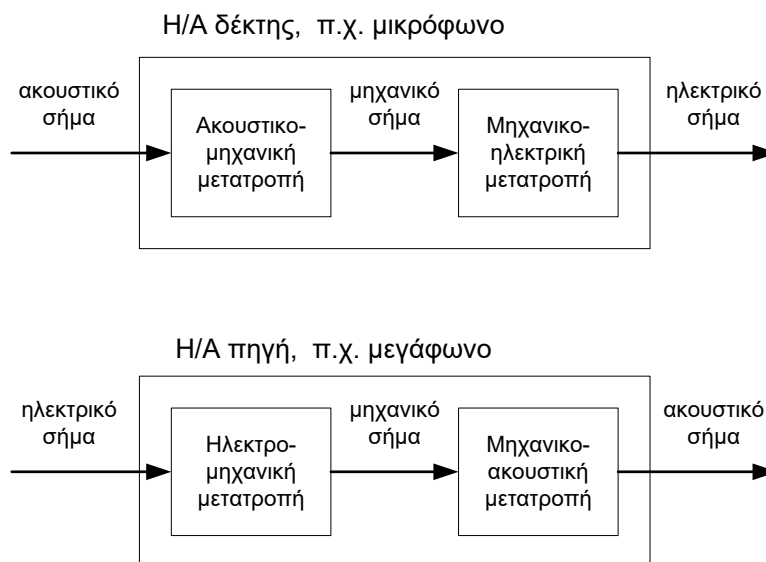 Η/Α δέκτης, π.χ. μικρόφωνο
ακουστικό
σήμα
Ακουστικο-
μηχανική
μετατροπή
μηχανικό
σήμα
Μηχανικο-
ηλεκτρική
μετατροπή
ηλεκτρικό
σήμα
Η/Α πηγή, π.χ. μεγάφωνο
ηλεκτρικό
σήμα
Ηλεκτρο-
μηχανική
μετατροπή
μηχανικό
σήμα
Μηχανικο-
ακουστική
μετατροπή
ακουστικό
σήμα